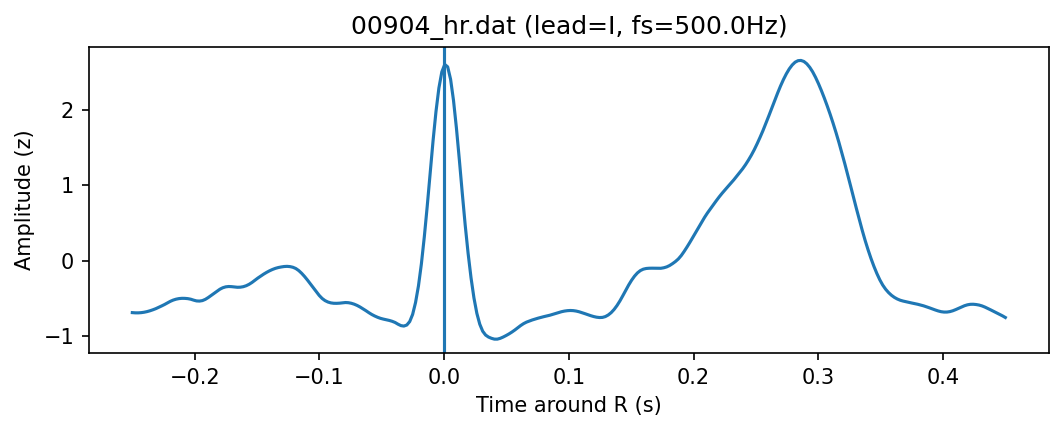 00904_hr.dat (lead=I, fs=500.0Hz)
Amplitude (z)
2
1
0
−1
−0.2 −0.1 0.0 0.1 0.2 0.3 0.4
Time around R (s)